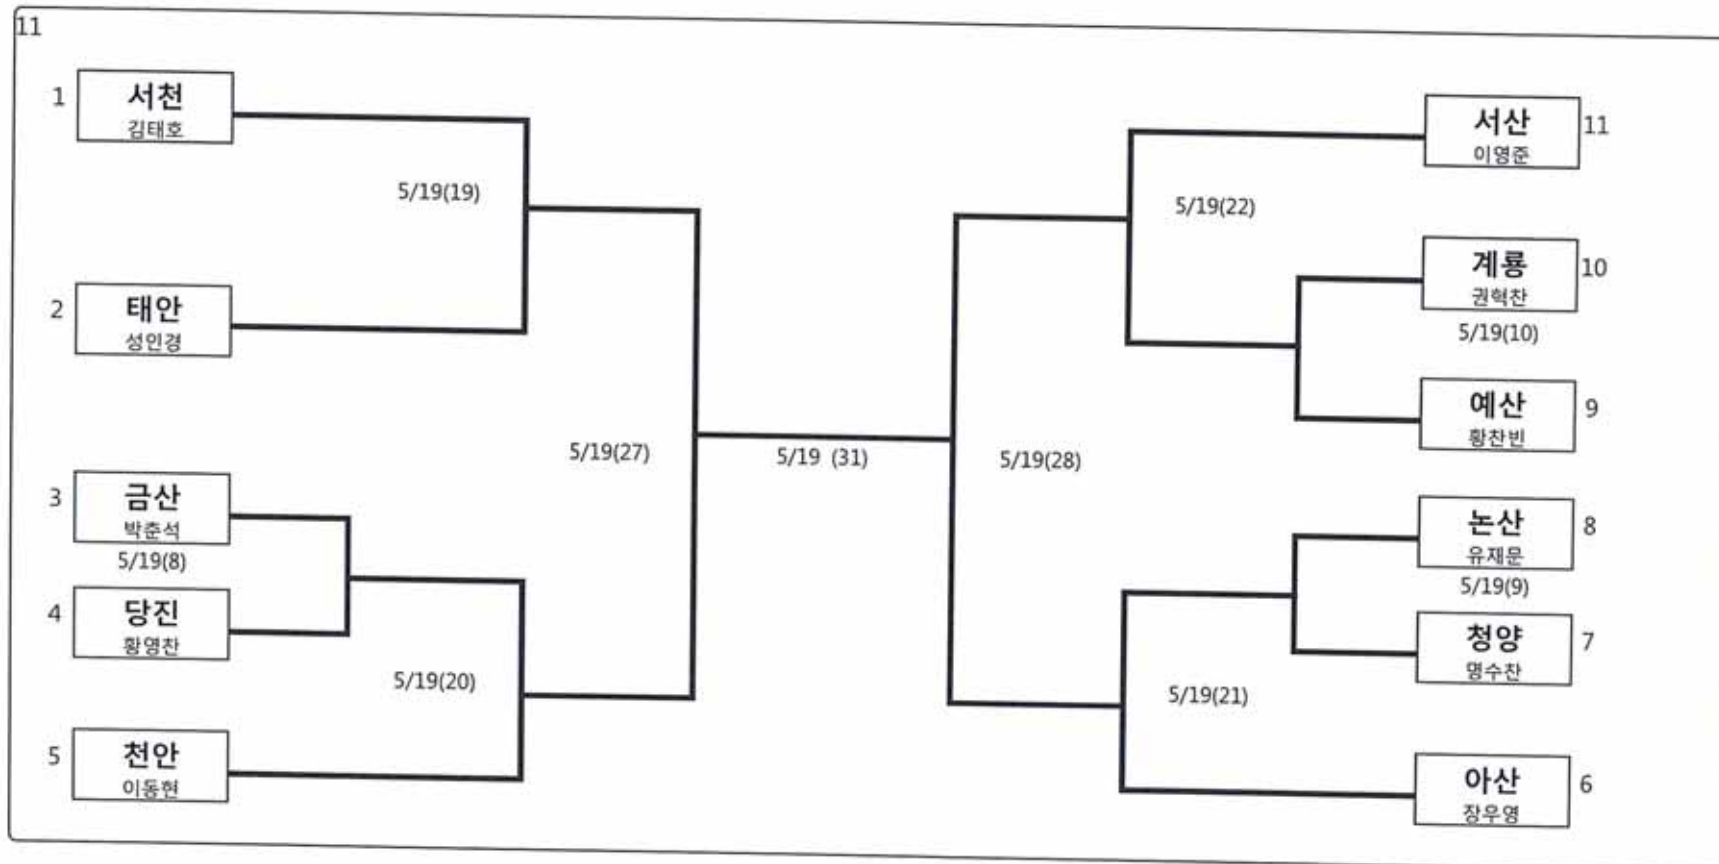 11
1
서천
김태호
5/19(19)
2
태안
성인경
3
금산
박춘석
5/19(8)
4
당진
황영찬
5/19(20)
5
천안
이동현
5/19(27)
5/19 (31)
5/19(28)
서산
이영준
11
5/19(22)
계룡
권혁찬
10
5/19(10)
예산
황찬빈
9
논산
유재문
8
5/19(9)
청양
명수찬
7
5/19(21)
아산
장우영
6